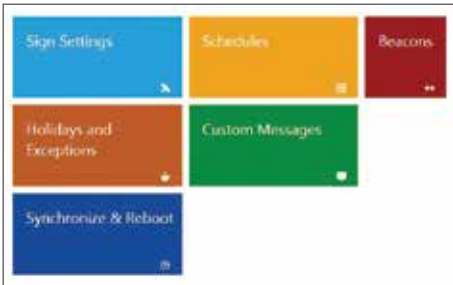 Sign Settings
Schedules
Beacons
Holidays and
Exceptions
Custom Messages
Synchronize & Reboot